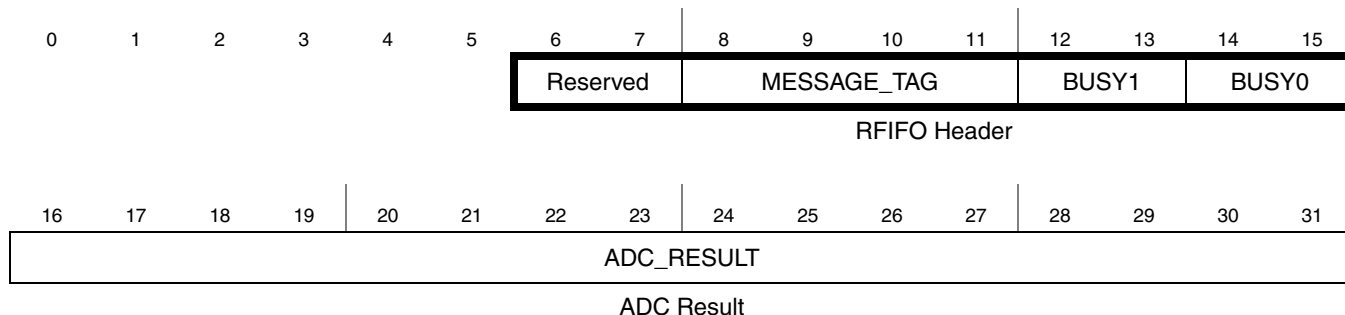 0 1 2 3 4 5 6 7 8 9 10 11 12 13 14 15
Reserved MESSAGE_TAG BUSY1 BUSY0
RFIFO Header
16 17 18 19 20 21 22 23 24 25 26 27 28 29 30 31
ADC_RESULT
ADC Result